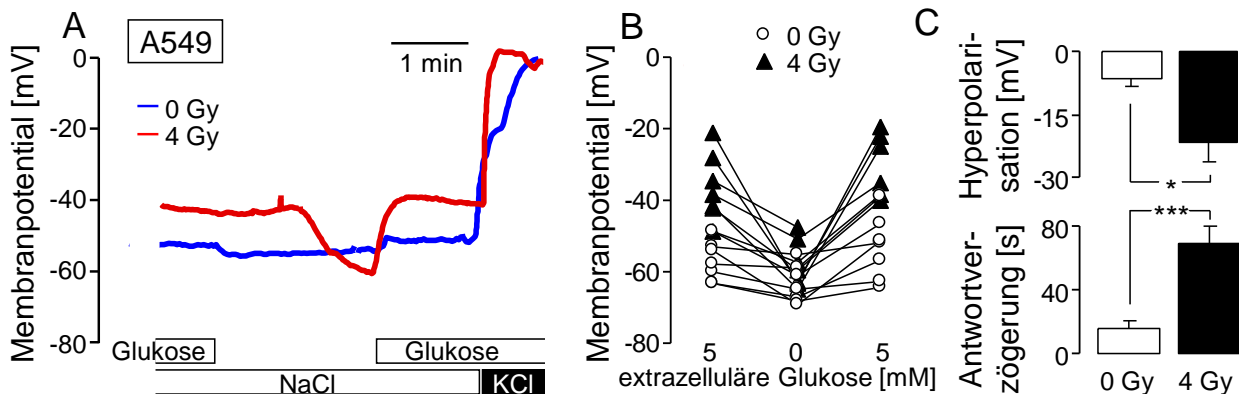 A
A549
1 min
0 Gy
4 Gy
Membranpotential [mV]
0
-20
-40
-60
-80
Glukose
Glukose
NaCl
KCl
B
0 Gy
4 Gy
Membranpotential [mV]
0
-20
-40
-60
-80
5
0
5
extrazelluläre Glukose [mM]
C
Hyperpolari-
sation [mV]
0
-15
-30
*
Antwortver-
zögerung [s]
80
40
0
***
0 Gy
4 Gy